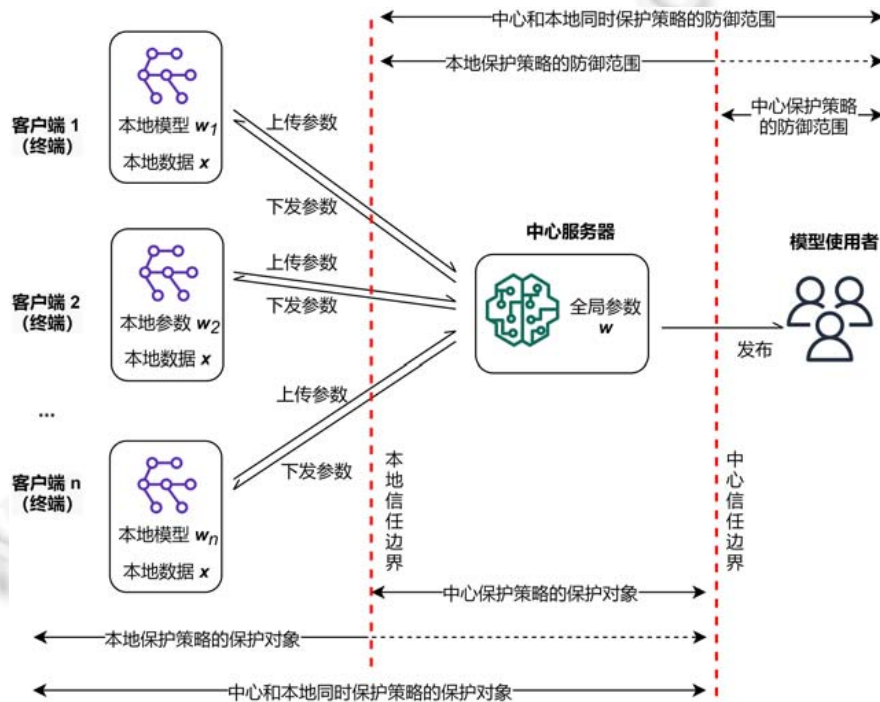 中心和本地同时保护策略的防御范围
本地保护策略的防御范围
中心保护策略
的防御范围
客户端 1
（终端）
本地模型 w1
本地数据 x
上传参数
下发参数
客户端 2
（终端）
本地参数 w2
本地数据 x
上传参数
下发参数
...
客户端 n
（终端）
本地模型 wn
本地数据 x
上传参数
下发参数
中心服务器
全局参数
w
发布
模型使用者
本地信任边界
中心信任边界
中心保护策略的保护对象
本地保护策略的保护对象
中心和本地同时保护策略的保护对象